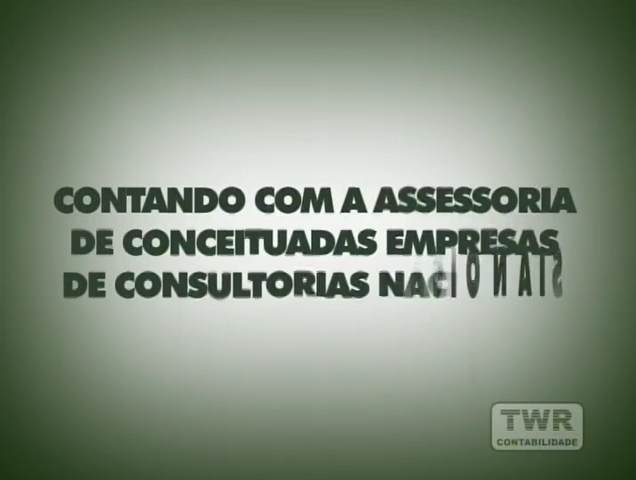 CONTANDO COM A ASSESSORIA
DE CONCEITUADAS EMPRESAS
DE CONSULTORIAS NACIONAIS
TWR
CONTABILIDADE